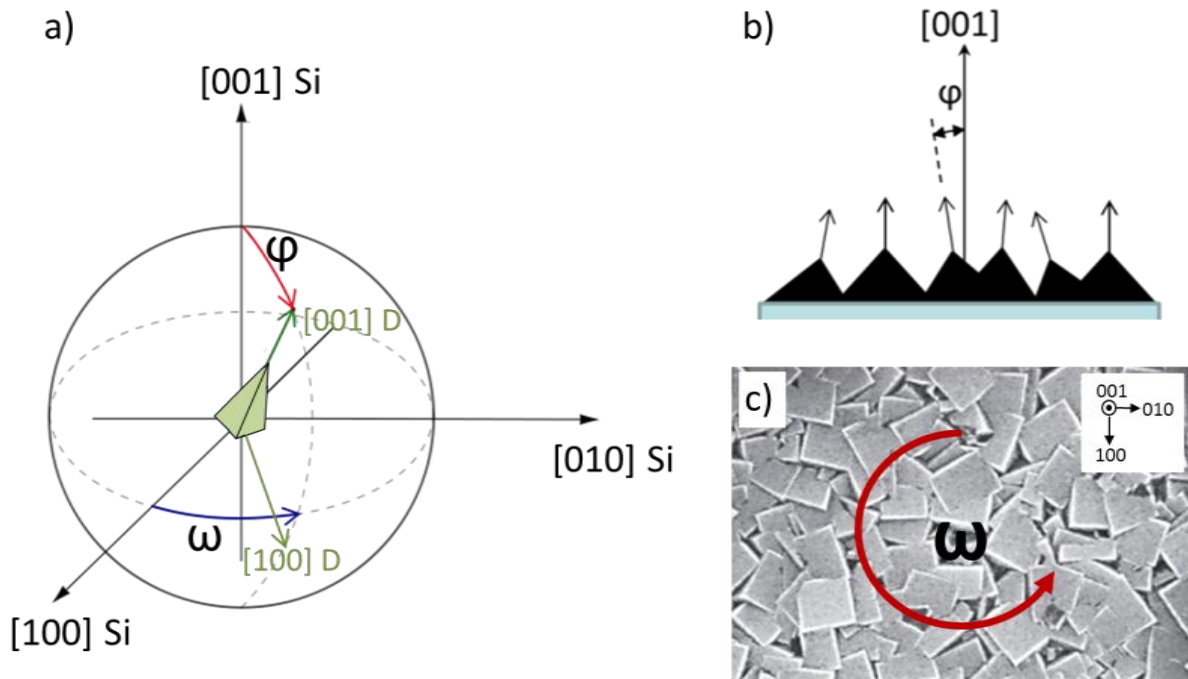 a)
[001] Si
φ
[001] D
[010] Si
ω
[100] D
[100] Si
b)
[001]
φ
c)
001
010
100
ω